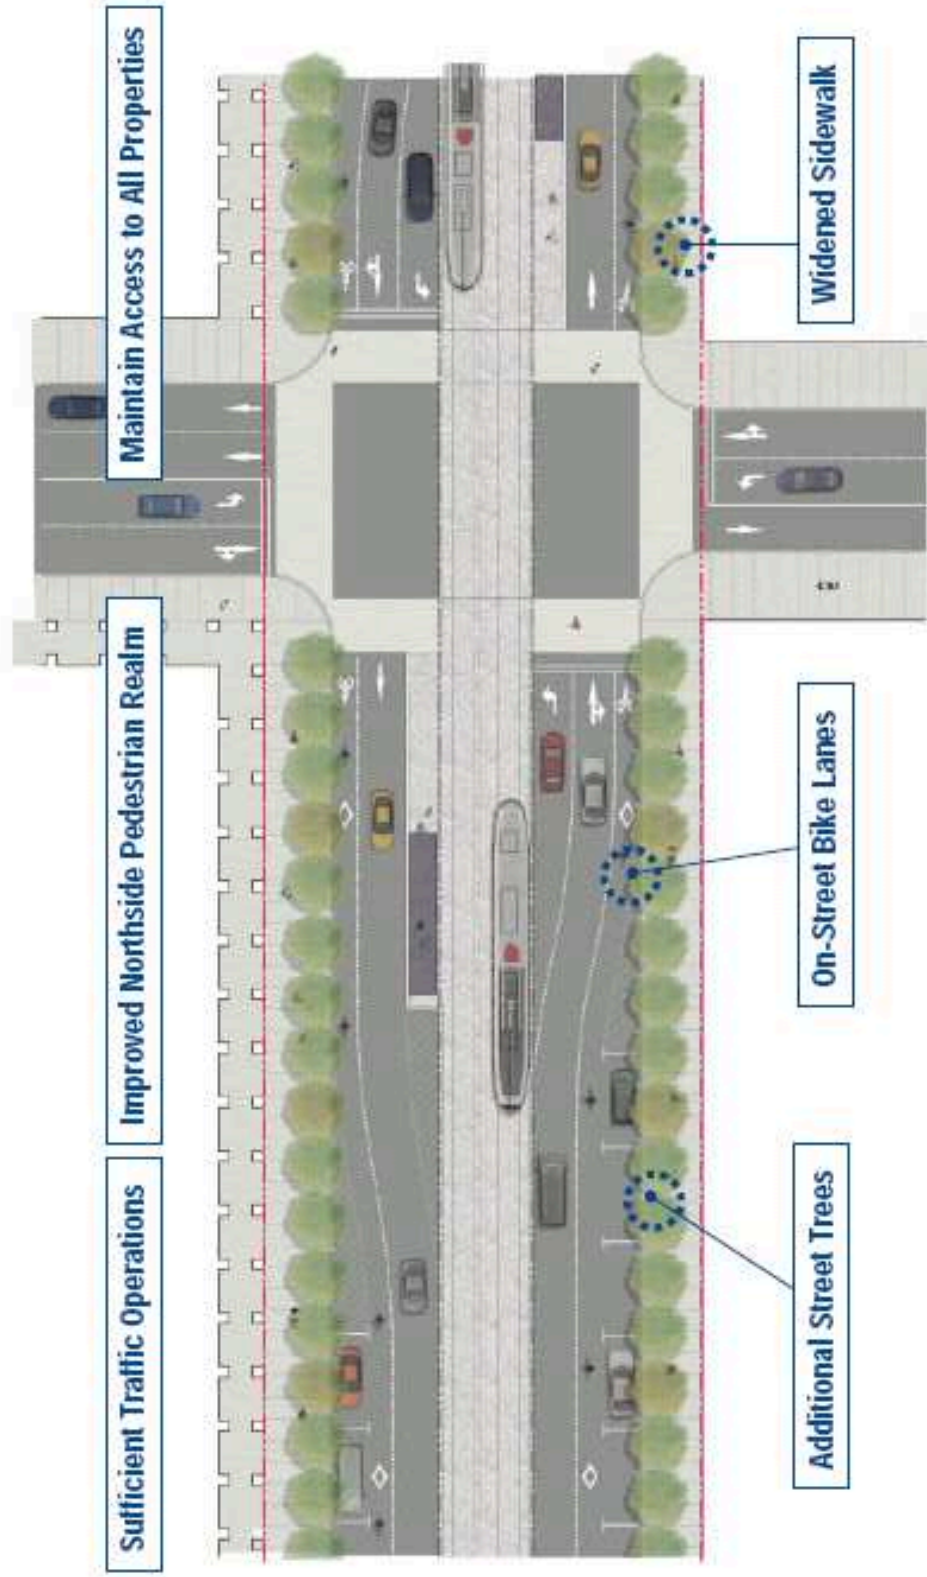 Sufficient Traffic Operations
Improved Northside Pedestrian Realm
Maintain Access to All Properties
Additional Street Trees
On-Street Bike Lanes
Widened Sidewalk